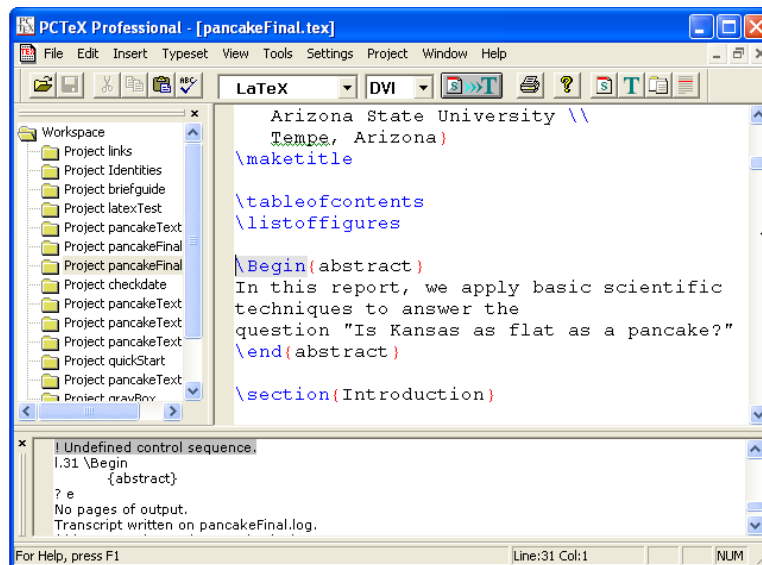 PCTeX Professional - [pancakeFinal.tex]
File Edit Insert Typeset View Tools Settings Project Window Help
ABC LaTeX DVI S»»T ? S T
Workspace
Project links
Project Identities
Project briefguide
Project latexTest
Project pancakeText
Project pancakeFinal
Project pancakeFinal
Project checkdate
Project pancakeText
Project pancakeText
Project pancakeText
Project quickStart
Project pancakeText
Project grayBox
Arizona State University \\
Tempe, Arizona}
\maketitle
\tableofcontents
\listoffigures
\Begin{abstract}
In this report, we apply basic scientific
techniques to answer the
question "Is Kansas as flat as a pancake?"
\end{abstract}
\section{Introduction}
! Undefined control sequence.
l.31 \Begin
{abstract}
? e
No pages of output.
Transcript written on pancakeFinal.log.
For Help, press F1
Line:31 Col:1
NUM